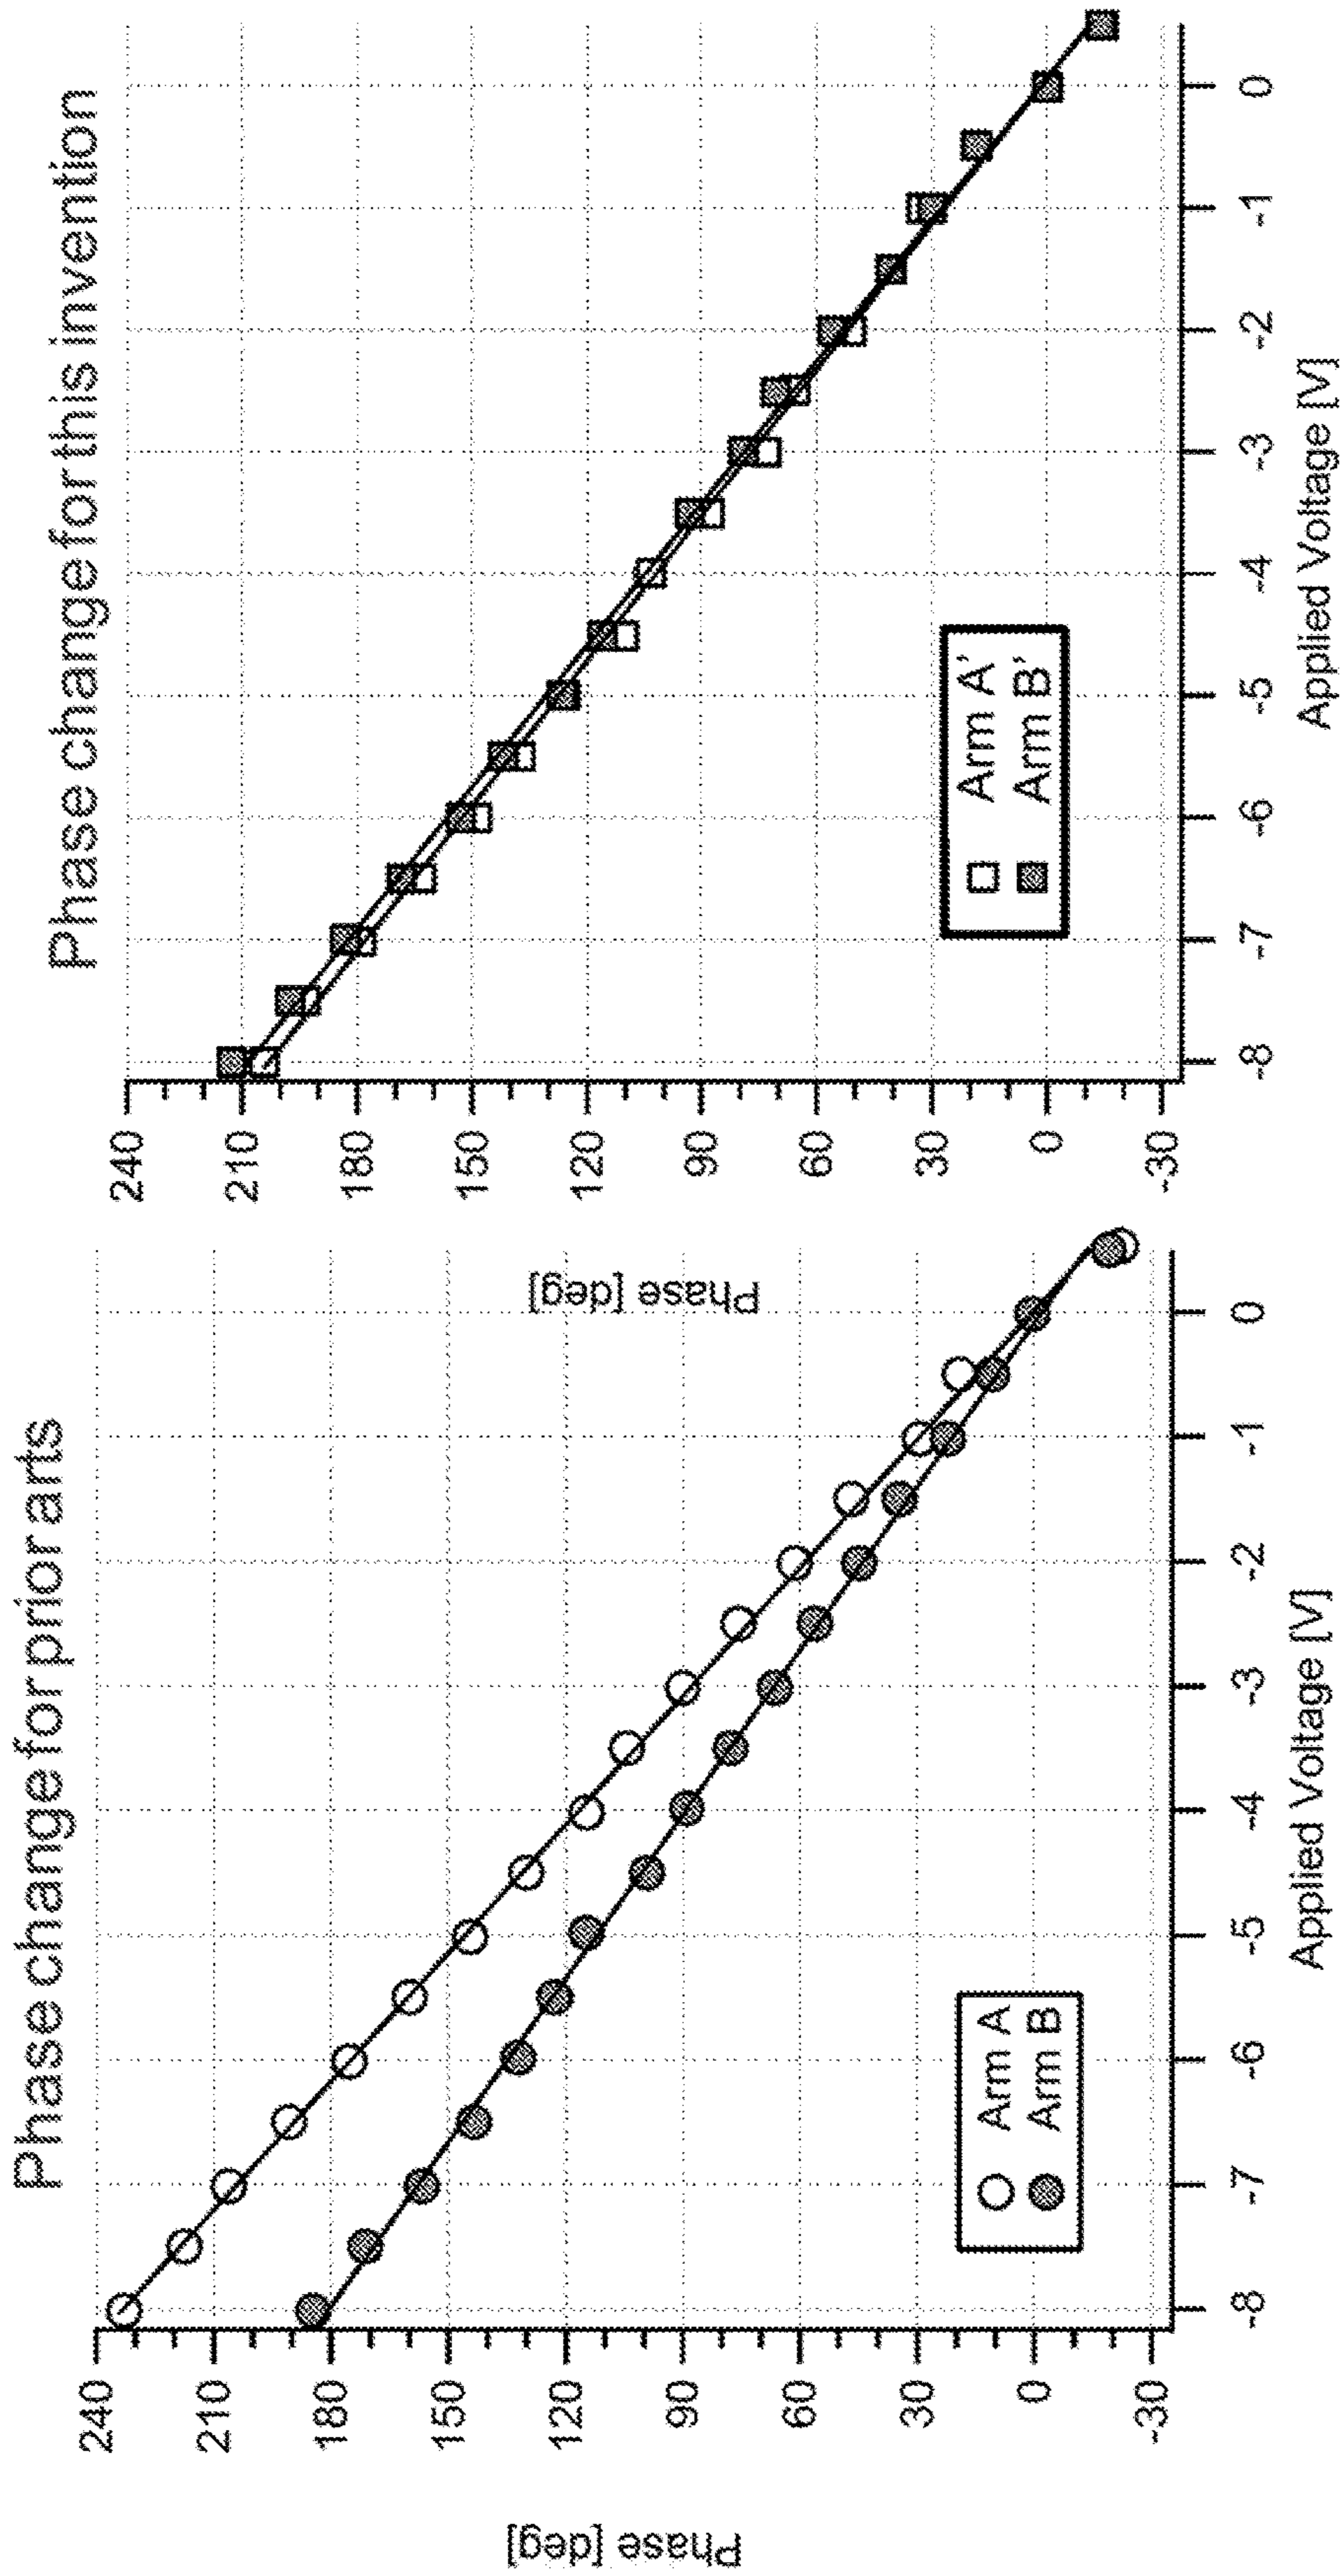 Phase change for prior arts
Phase [deg]
240
210
180
150
120
90
60
30
0
-30
-8 -7 -6 -5 -4 -3 -2 -1 0
Applied Voltage [V]
Arm A
Arm B
Phase change for this invention
Phase [deg]
240
210
180
150
120
90
60
30
0
-30
-8 -7 -6 -5 -4 -3 -2 -1 0
Applied Voltage [V]
Arm A'
Arm B'